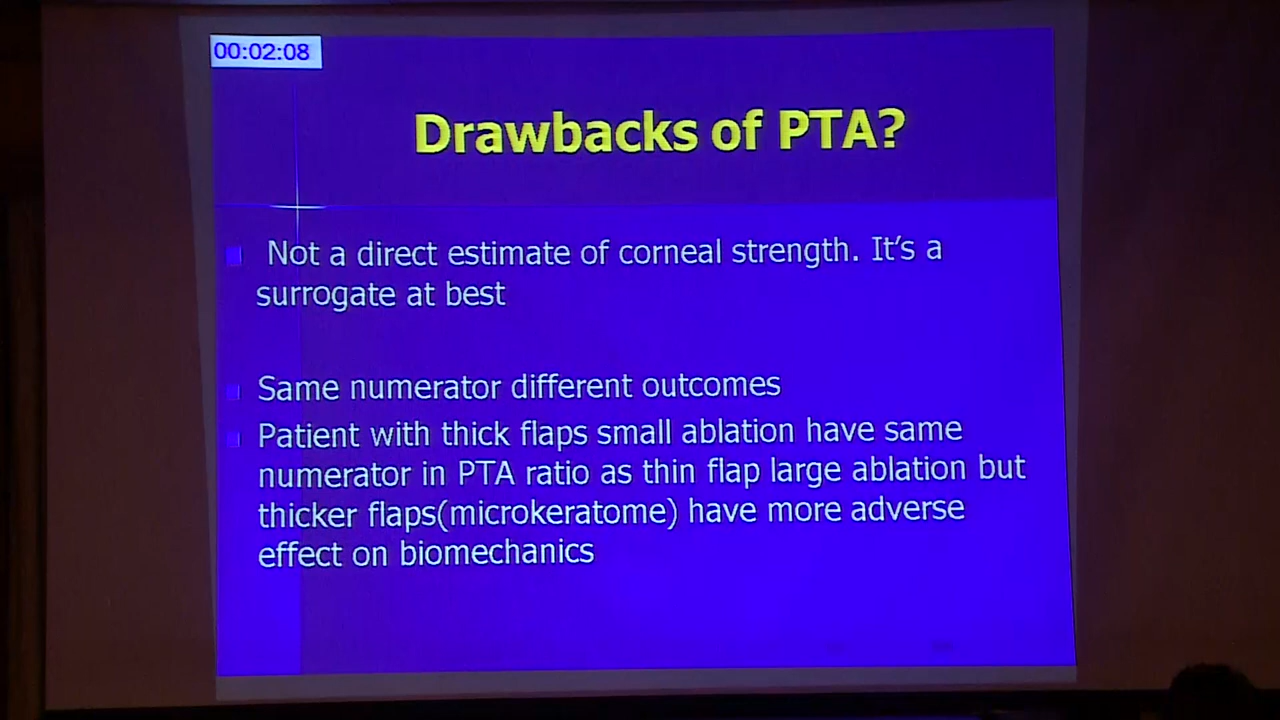 00:02:08
Drawbacks of PTA?
Not a direct estimate of corneal strength. It's a
surrogate at best
Same numerator different outcomes
Patient with thick flaps small ablation have same
numerator in PTA ratio as thin flap large ablation but
thicker flaps(microkeratome) have more adverse
effect on biomechanics